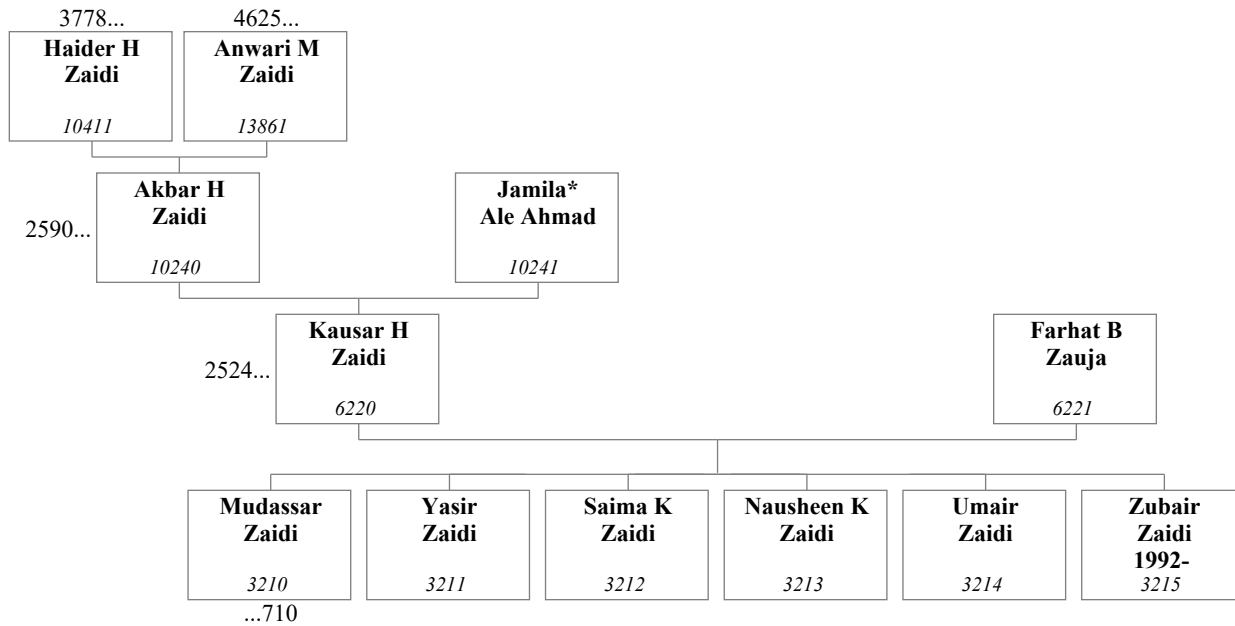 3778...
4625...
Haider H
Zaidi
10411
Anwari M
Zaidi
13861
2590...
Akbar H
Zaidi
10240
Jamila*
Ale Ahmad
10241
2524...
Kausar H
Zaidi
6220
Farhat B
Zauja
6221
Mudassar
Zaidi
3210
...710
Yasir
Zaidi
3211
Saima K
Zaidi
3212
Nausheen K
Zaidi
3213
Umair
Zaidi
3214
Zubair
Zaidi
1992-
3215